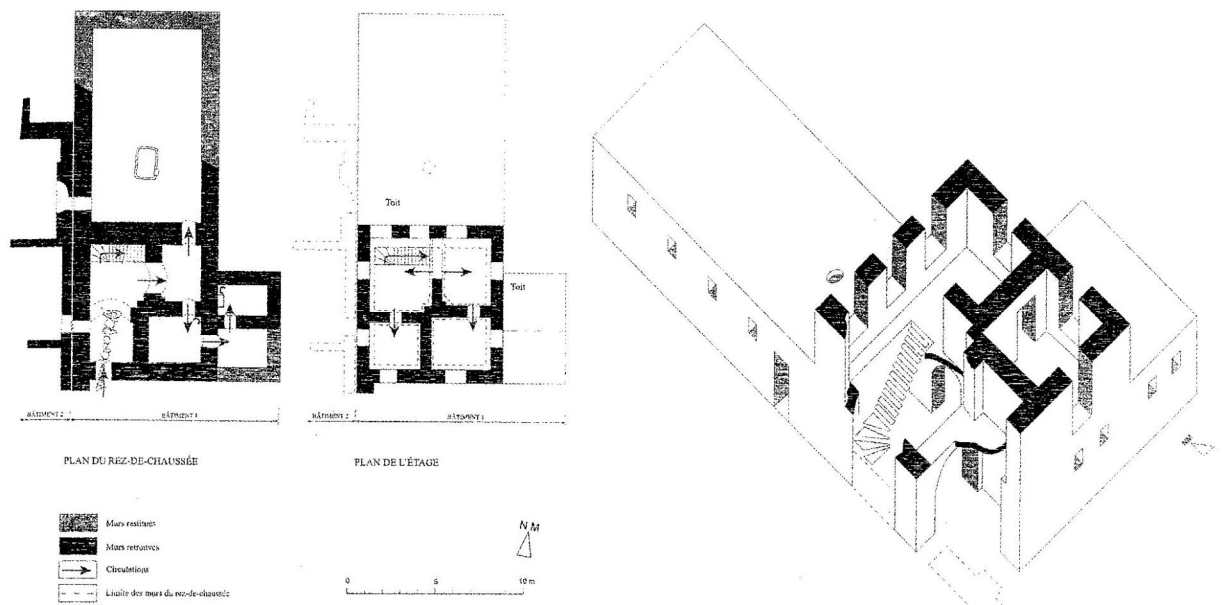 Toit
Toit
BÂTIMENT 2
BÂTIMENT 1
BÂTIMENT 2
BÂTIMENT 1
PLAN DU REZ-DE-CHAUSSÉE
PLAN DE L'ÉTAGE
Murs restitués
Murs retrouvés
Circulations
Limite des murs du rez-de-chaussée
N M
0 5 10 m
NM